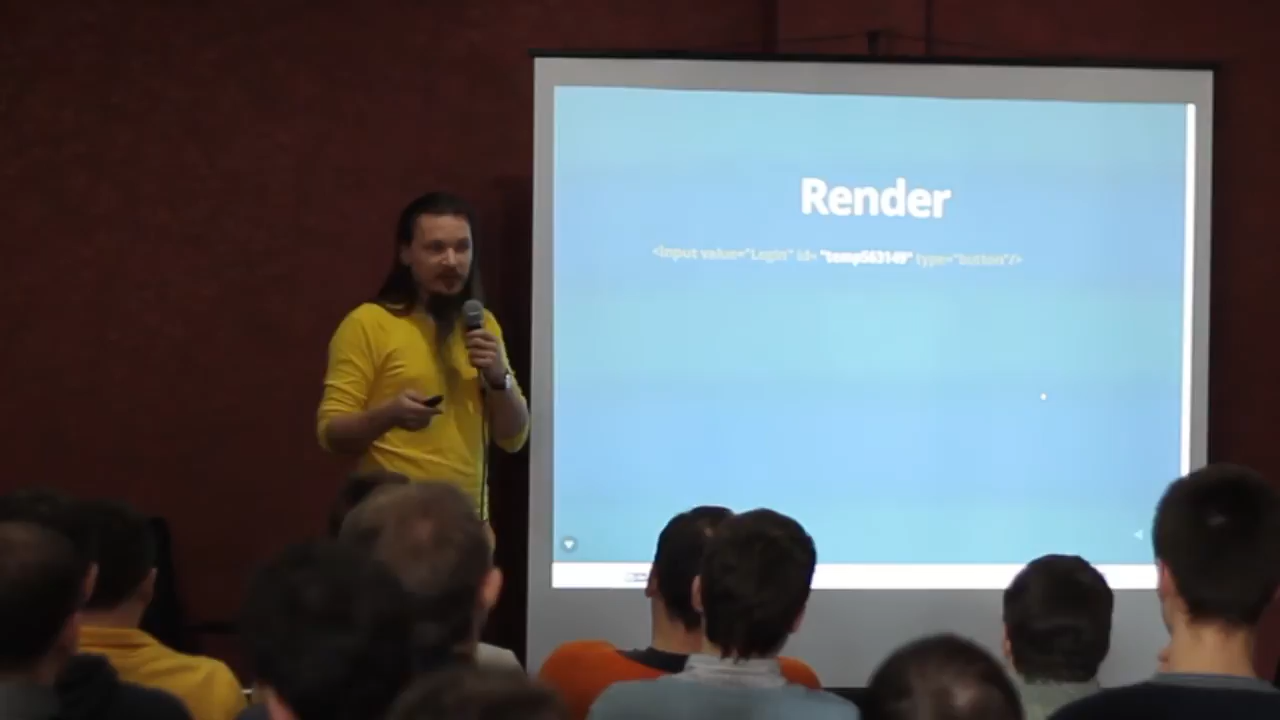 Render
<input value="Login" id= "temp563149" type="button"/>